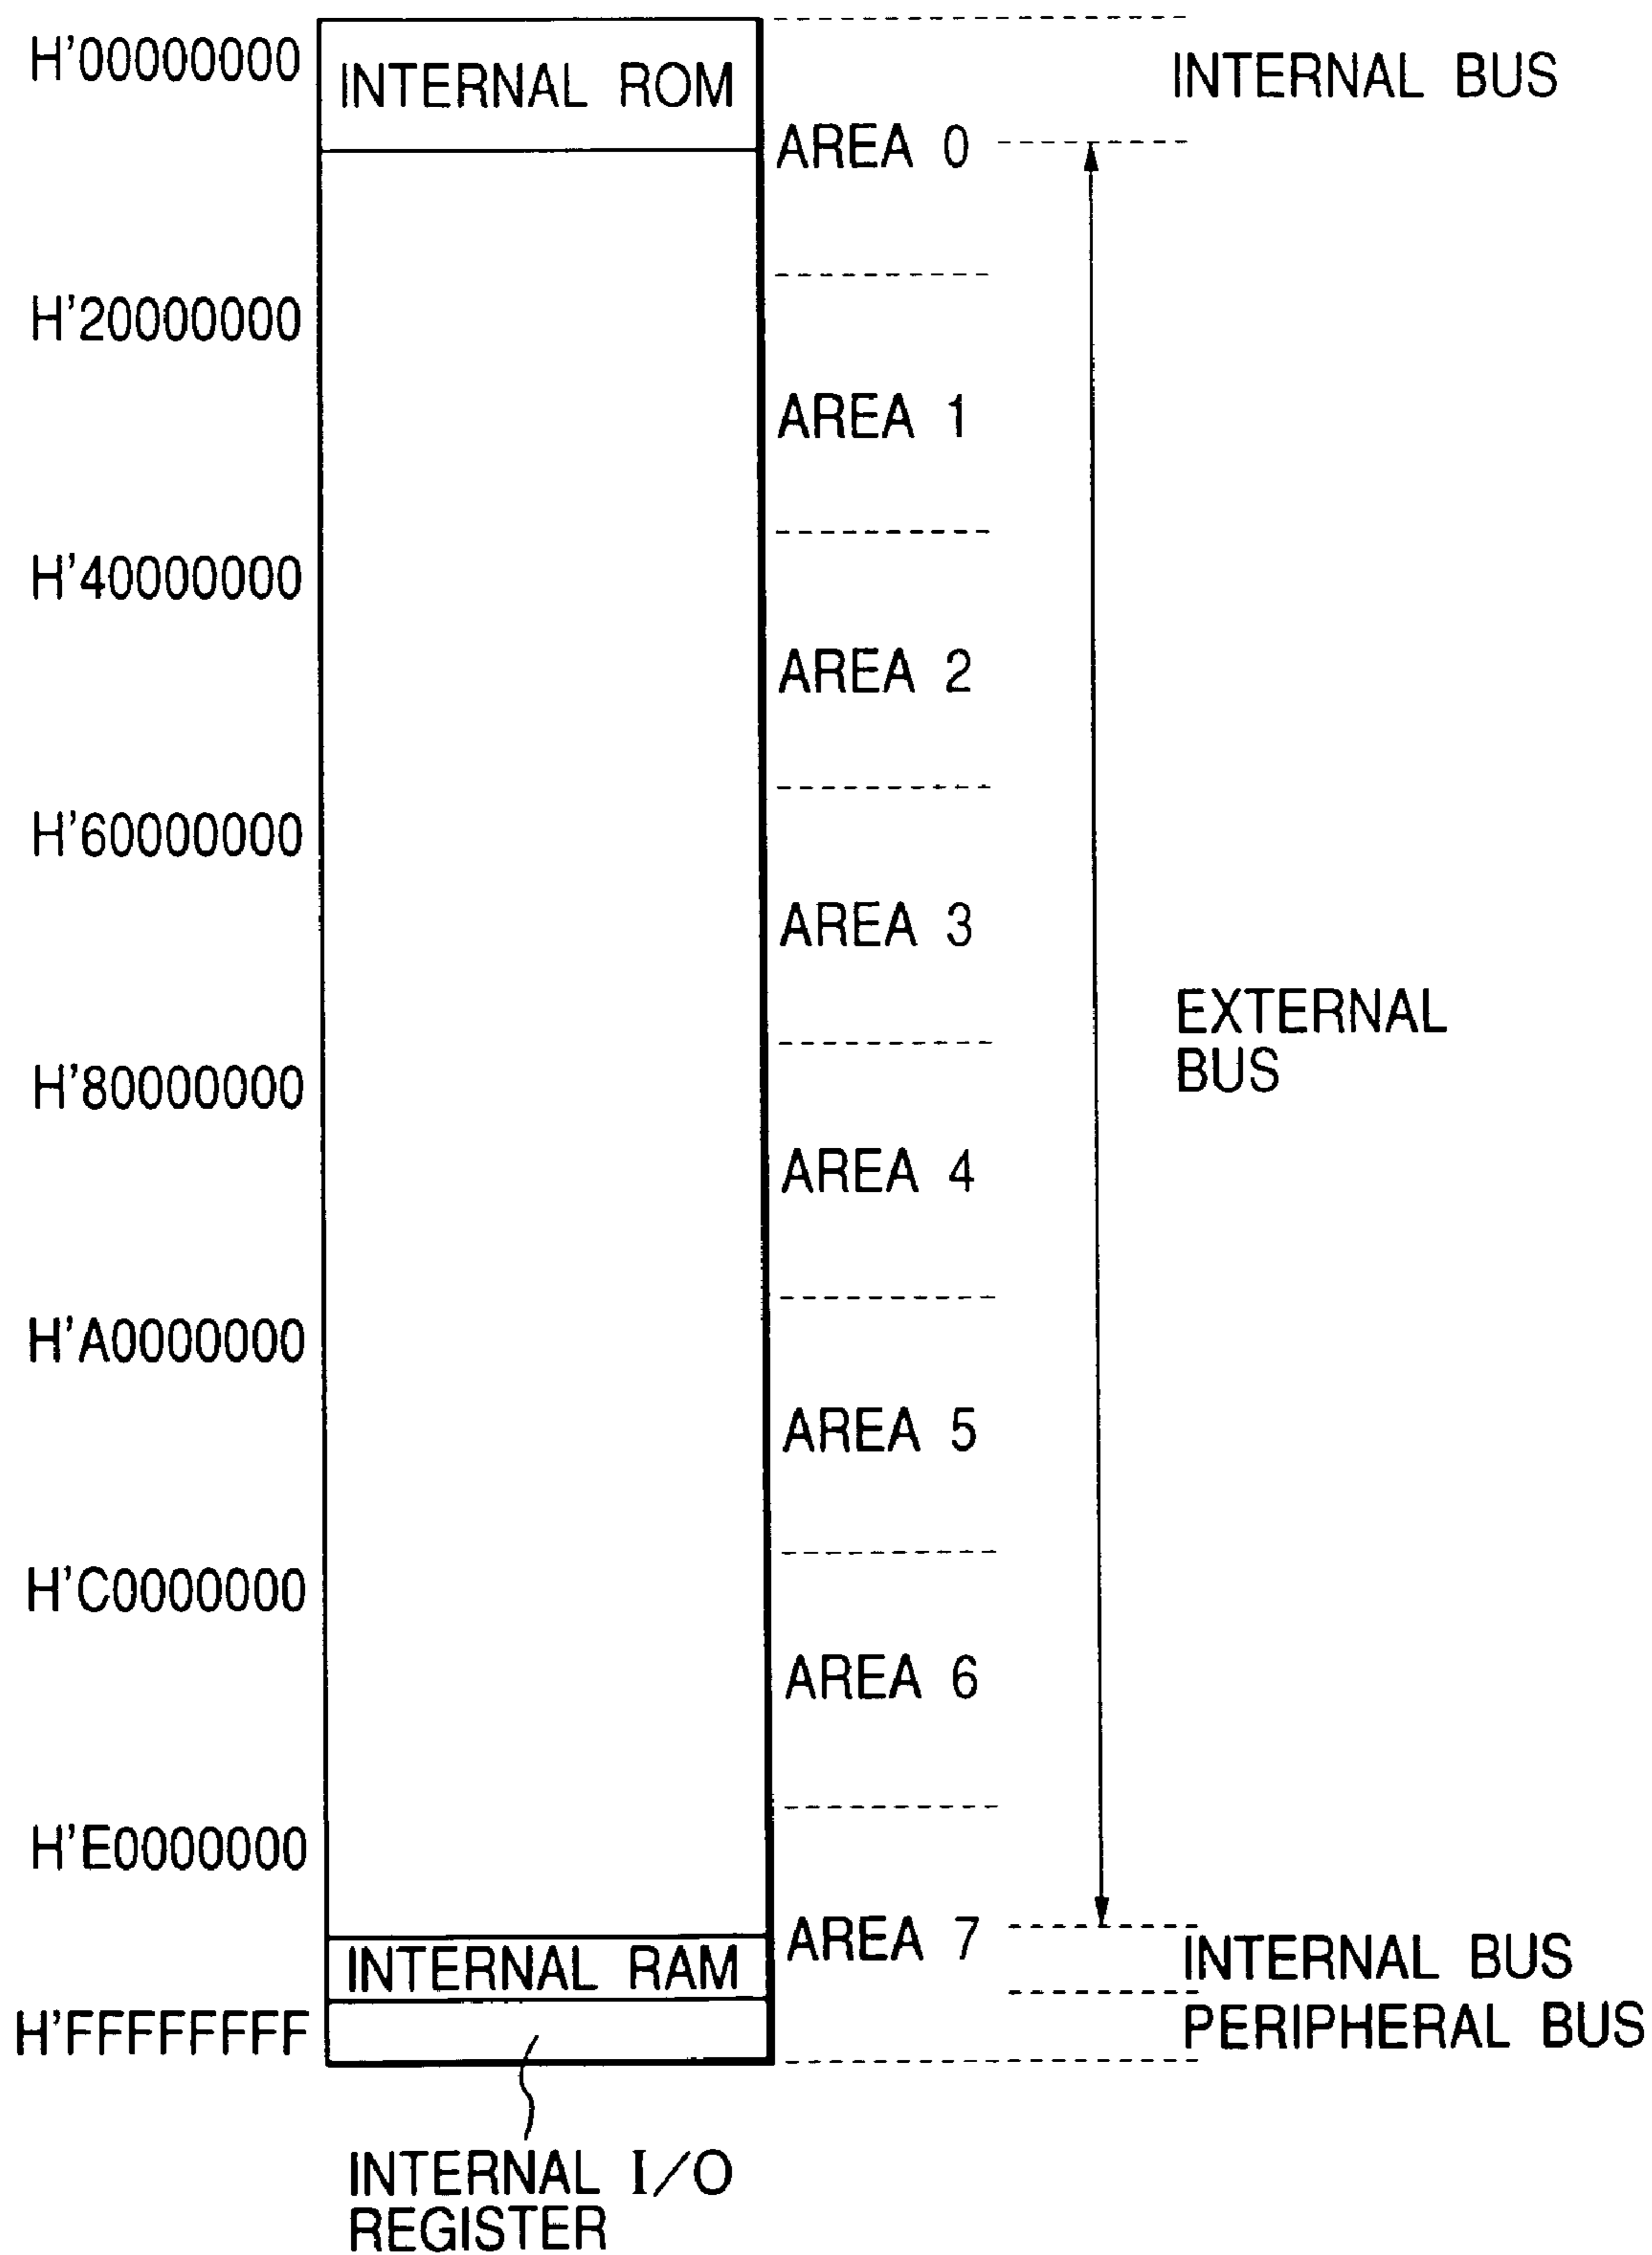 H'00000000
INTERNAL ROM
INTERNAL BUS
AREA 0
H'20000000
AREA 1
H'40000000
AREA 2
H'60000000
AREA 3
EXTERNAL
BUS
H'80000000
AREA 4
H'A0000000
AREA 5
H'C0000000
AREA 6
H'E0000000
AREA 7
INTERNAL RAM
INTERNAL BUS
H'FFFFFFFF
PERIPHERAL BUS
INTERNAL I/O
REGISTER